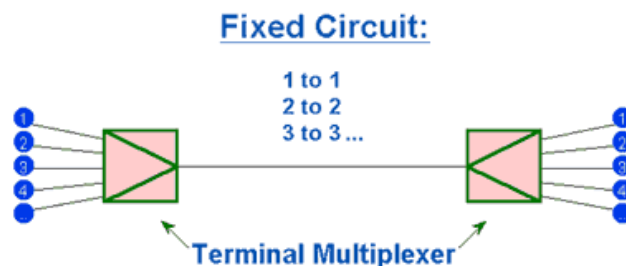 Fixed Circuit:
1 to 1
2 to 2
3 to 3 ...
1
1
2
2
3
3
4
4
...
...
Terminal Multiplexer